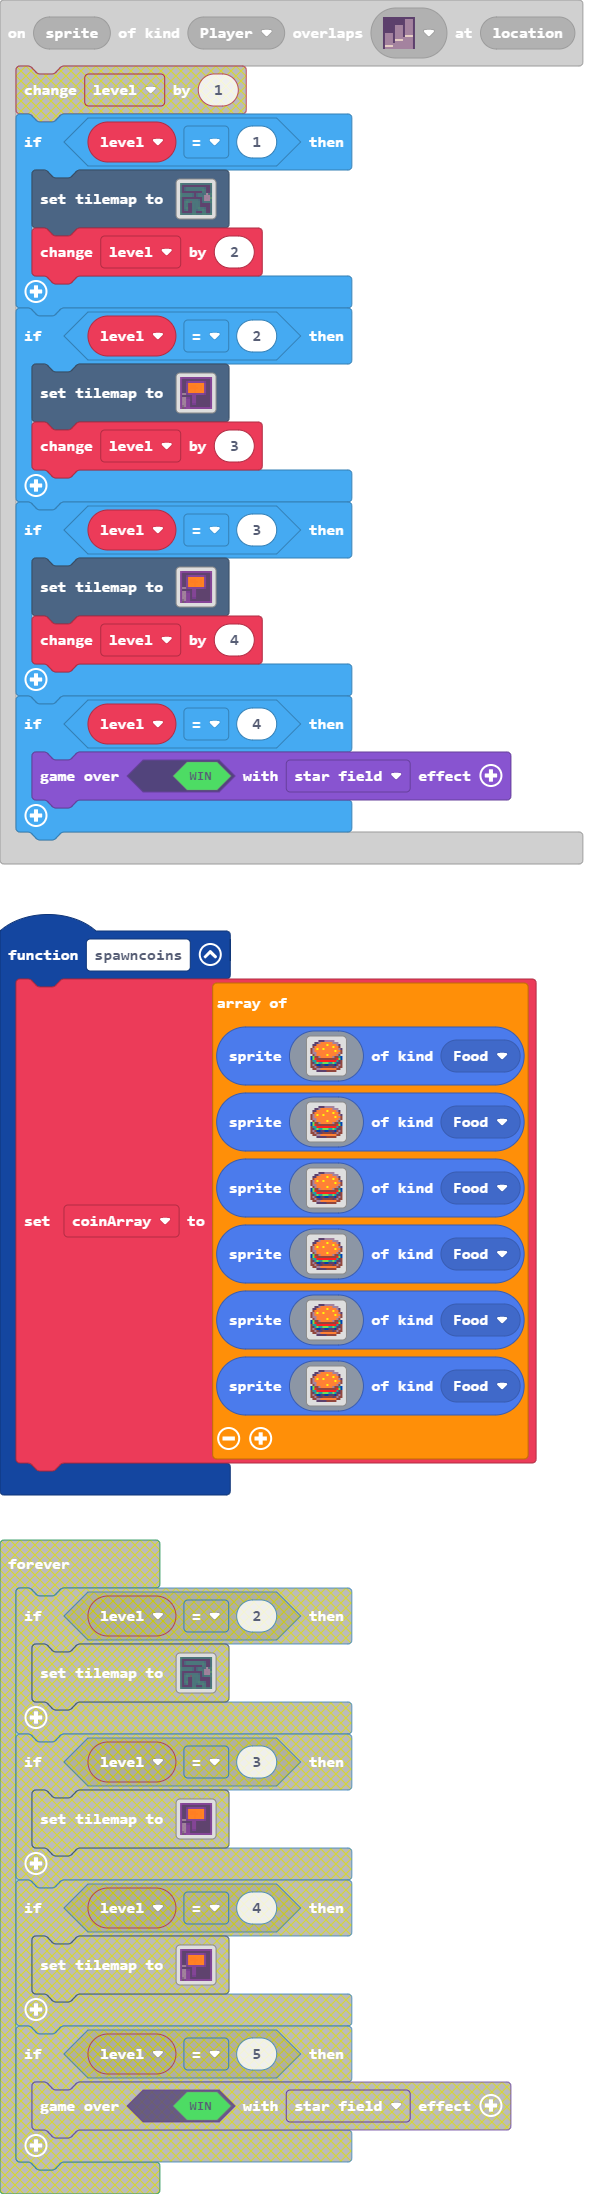 on sprite of kind Player overlaps at location
change level by 1
if level = 1 then
set tilemap to
change level by 2
if level = 2 then
set tilemap to
change level by 3
if level = 3 then
set tilemap to
change level by 4
if level = 4 then
game over WIN with star field effect
function spawncoins
array of
sprite of kind Food
sprite of kind Food
sprite of kind Food
set coinArray to
sprite of kind Food
sprite of kind Food
sprite of kind Food
forever
if level = 2 then
set tilemap to
if level = 3 then
set tilemap to
if level = 4 then
set tilemap to
if level = 5 then
game over WIN with star field effect